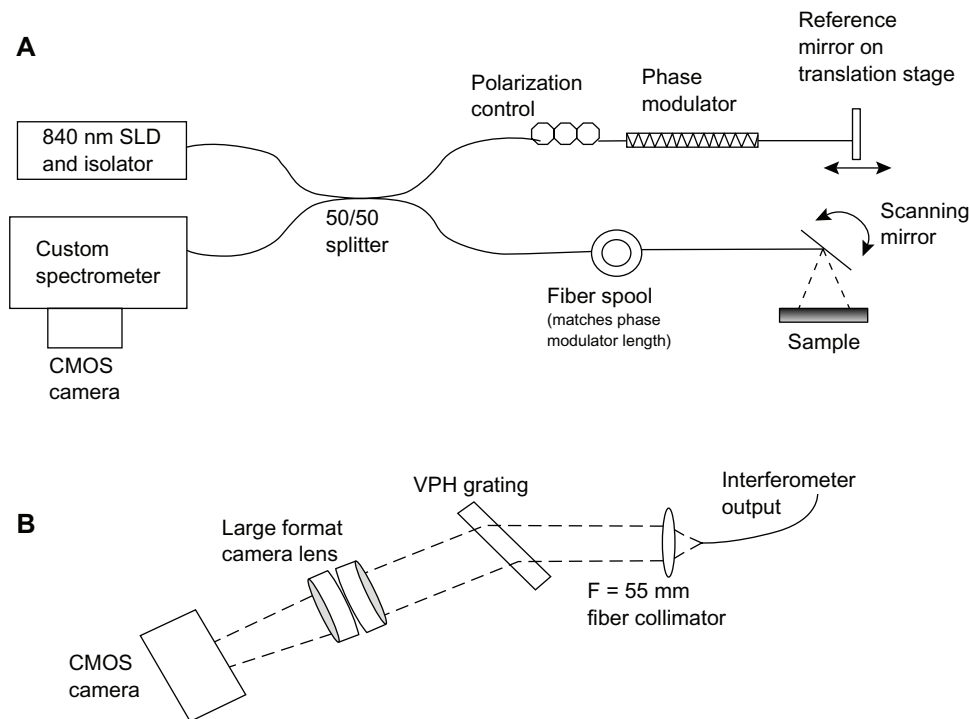 A
840 nm SLD
and isolator
Custom
spectrometer
CMOS
camera
50/50
splitter
Polarization
control
Phase
modulator
Reference
mirror on
translation stage
Fiber spool
(matches phase
modulator length)
Scanning
mirror
Sample
B
CMOS
camera
Large format
camera lens
VPH grating
F = 55 mm
fiber collimator
Interferometer
output